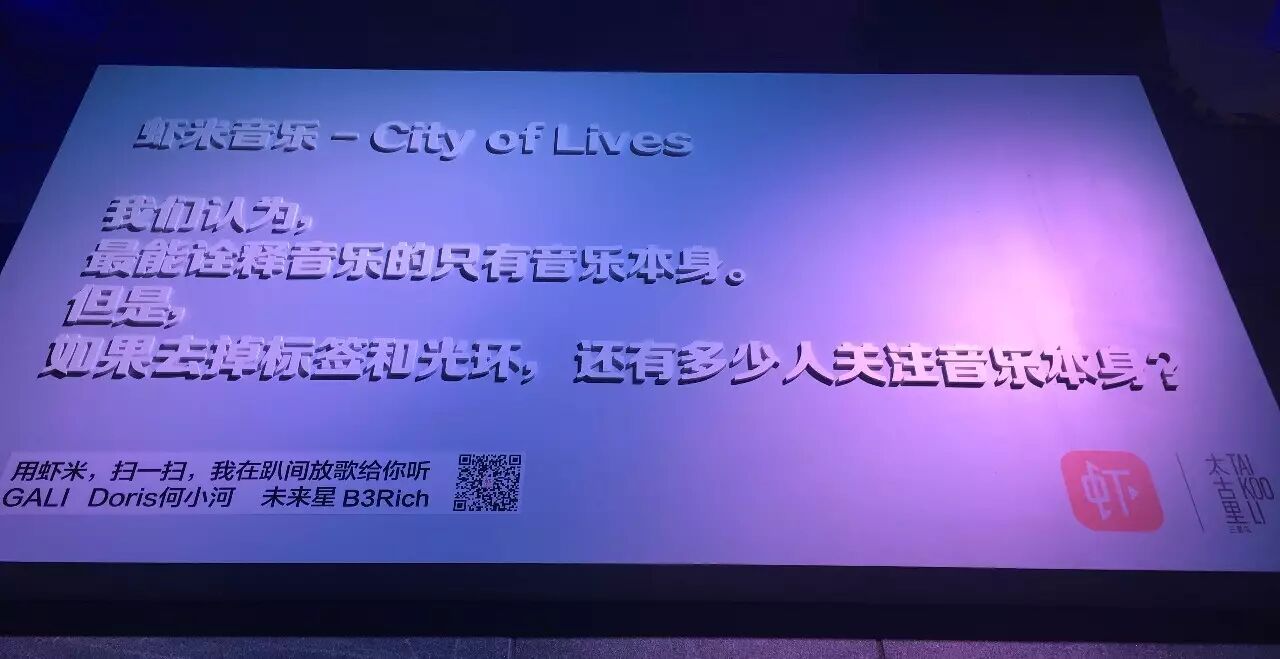 虾米音乐 – City of Lives
我们认为,
最能诠释音乐的只有音乐本身。
但是,
如果去掉标签和光环，还有多少人关注音乐本身?
用虾米，扫一扫，我在趴间放歌给你听
GALI Doris何小河 未来星 B3Rich
虾
太古里
TAI
KOO
LI
三里屯